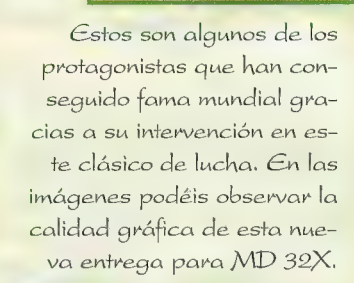 Estos son algunos de los
protagonistas que han con-
seguido fama mundial gra-
cias a su intervención en es-
te clásico de lucha. En las
imágenes podéis observar la
calidad gráfica de esta nue-
va entrega para MD 32X.